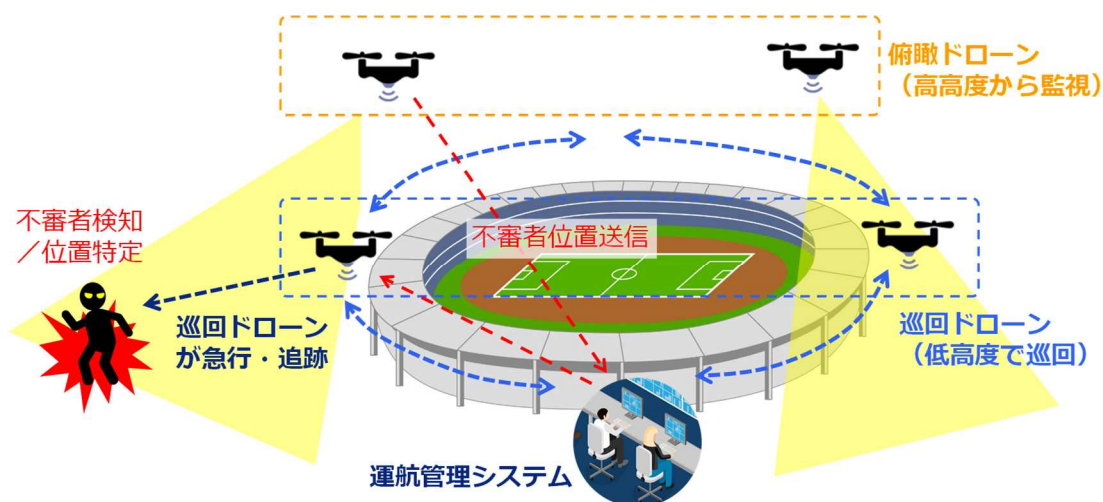 俯瞰ドローン
（高高度から監視）
不審者検知
／位置特定
不審者位置送信
巡回ドローン
が急行・追跡
巡回ドローン
（低高度で巡回）
運航管理システム